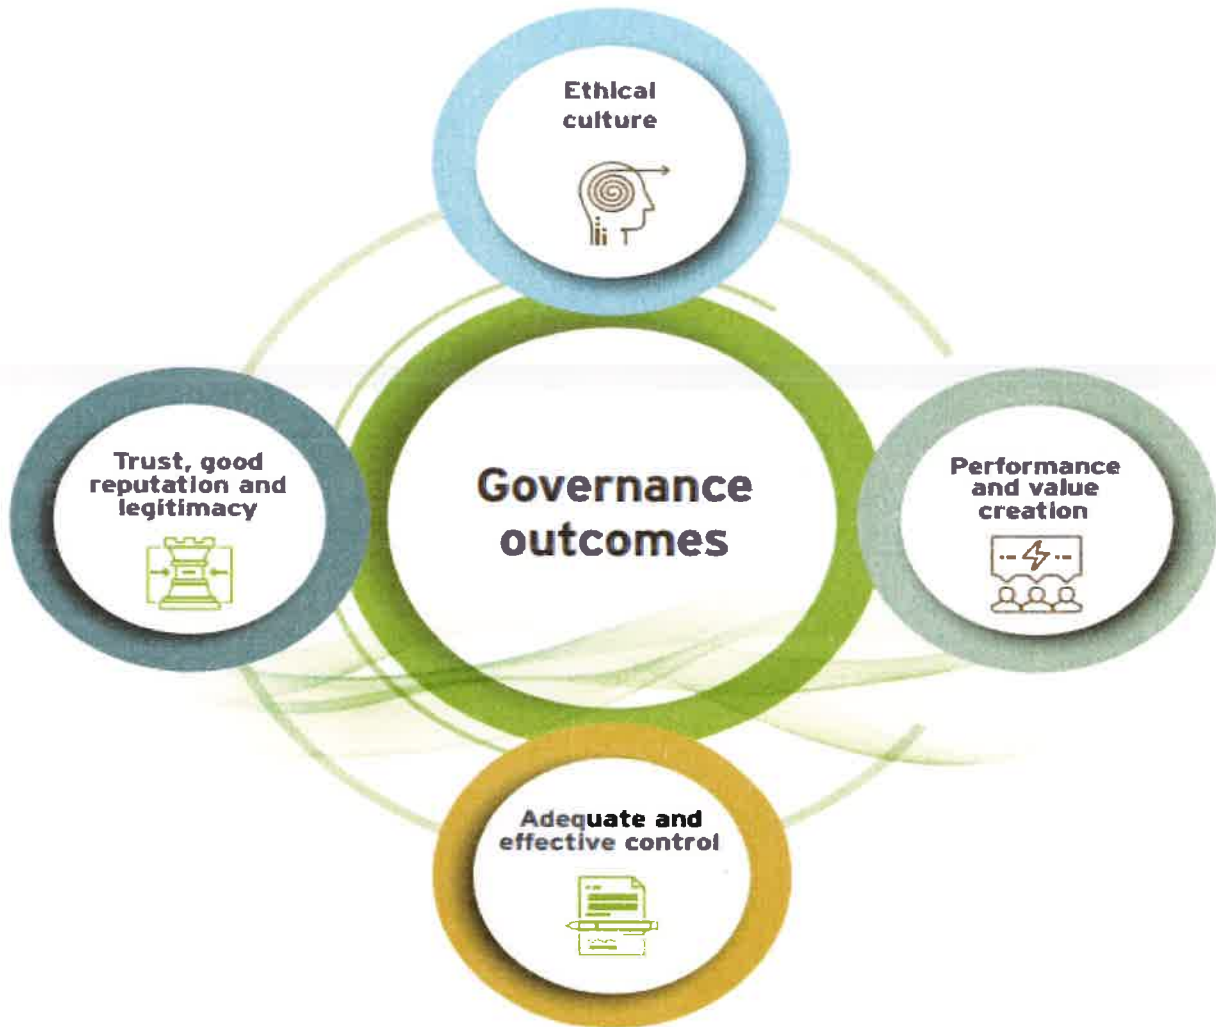 Ethical
culture
Trust, good
reputation and
legitimacy
Governance
outcomes
Performance
and value
creation
Adequate and
effective control